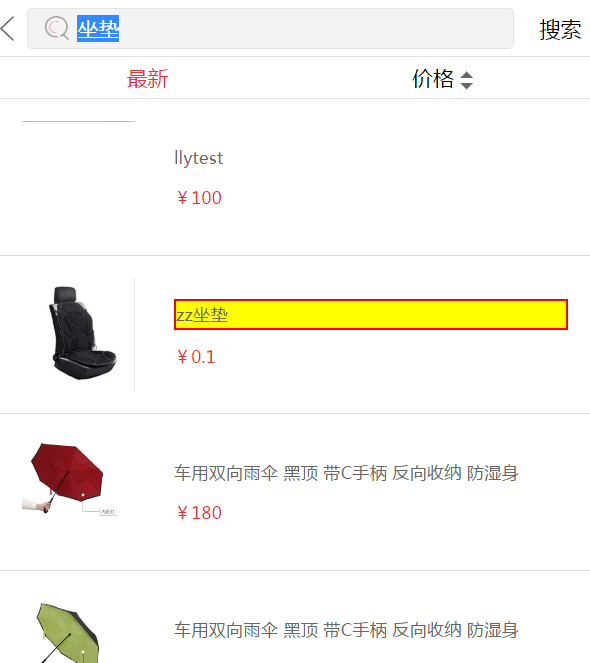 坐垫
搜索
最新
价格
llytest
￥100
zz坐垫
￥0.1
车用双向雨伞 黑顶 带C手柄 反向收纳 防湿身
￥180
车用双向雨伞 黑顶 带C手柄 反向收纳 防湿身